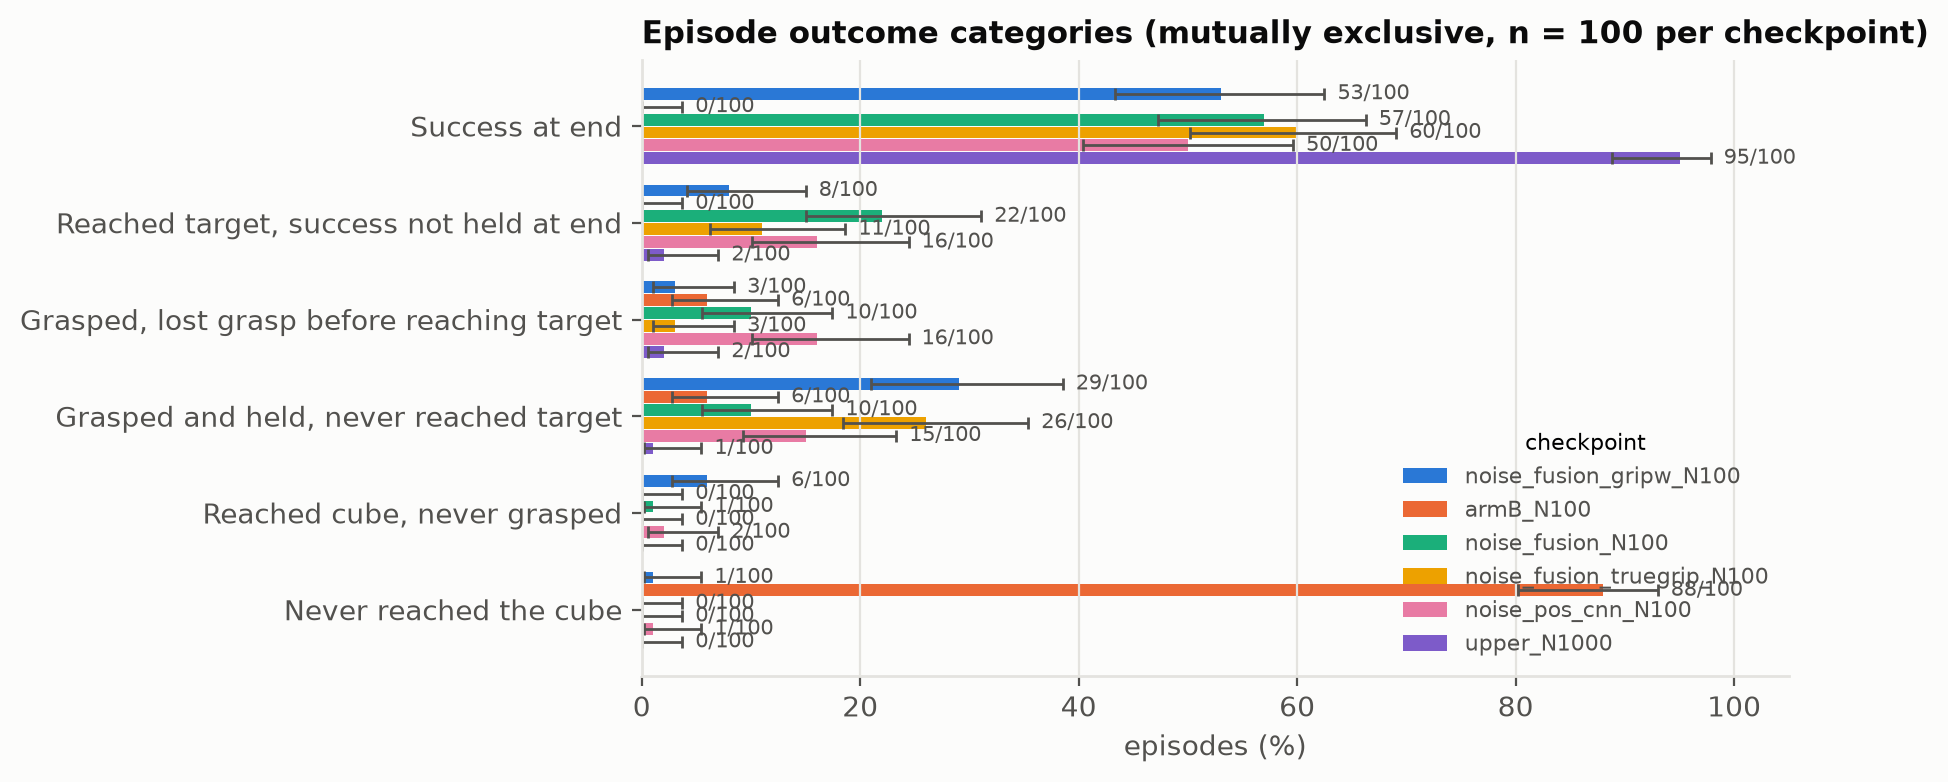 Episode outcome categories (mutually exclusive, n = 100 per checkpoint)
Success at end
53/100
0/100
57/100
60/100
50/100
95/100
Reached target, success not held at end
8/100
0/100
22/100
11/100
16/100
2/100
Grasped, lost grasp before reaching target
3/100
6/100
10/100
3/100
16/100
2/100
Grasped and held, never reached target
29/100
6/100
10/100
26/100
15/100
1/100
Reached cube, never grasped
6/100
0/100
1/100
0/100
2/100
0/100
Never reached the cube
1/100
88/100
0/100
0/100
1/100
0/100
checkpoint
noise_fusion_gripw_N100
armB_N100
noise_fusion_N100
noise_fusion_truegrip_N100
noise_pos_cnn_N100
upper_N1000
0 20 40 60 80 100
episodes (%)